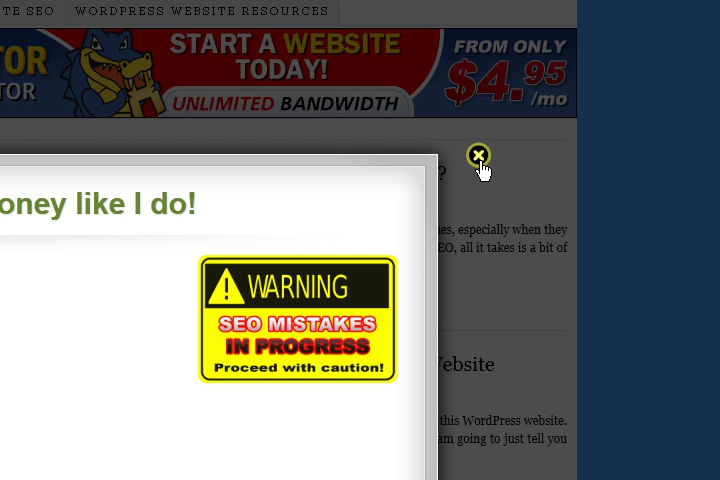 TE SEO WORDPRESS WEBSITE RESOURCES
TOR
TOR
START A WEBSITE
TODAY!
UNLIMITED BANDWIDTH
FROM ONLY
$4.95
/mo
?
oney like I do!
es, especially when they
EO, all it takes is a bit of
WARNING
SEO MISTAKES
IN PROGRESS
Proceed with caution!
Website
this WordPress website.
am going to just tell you